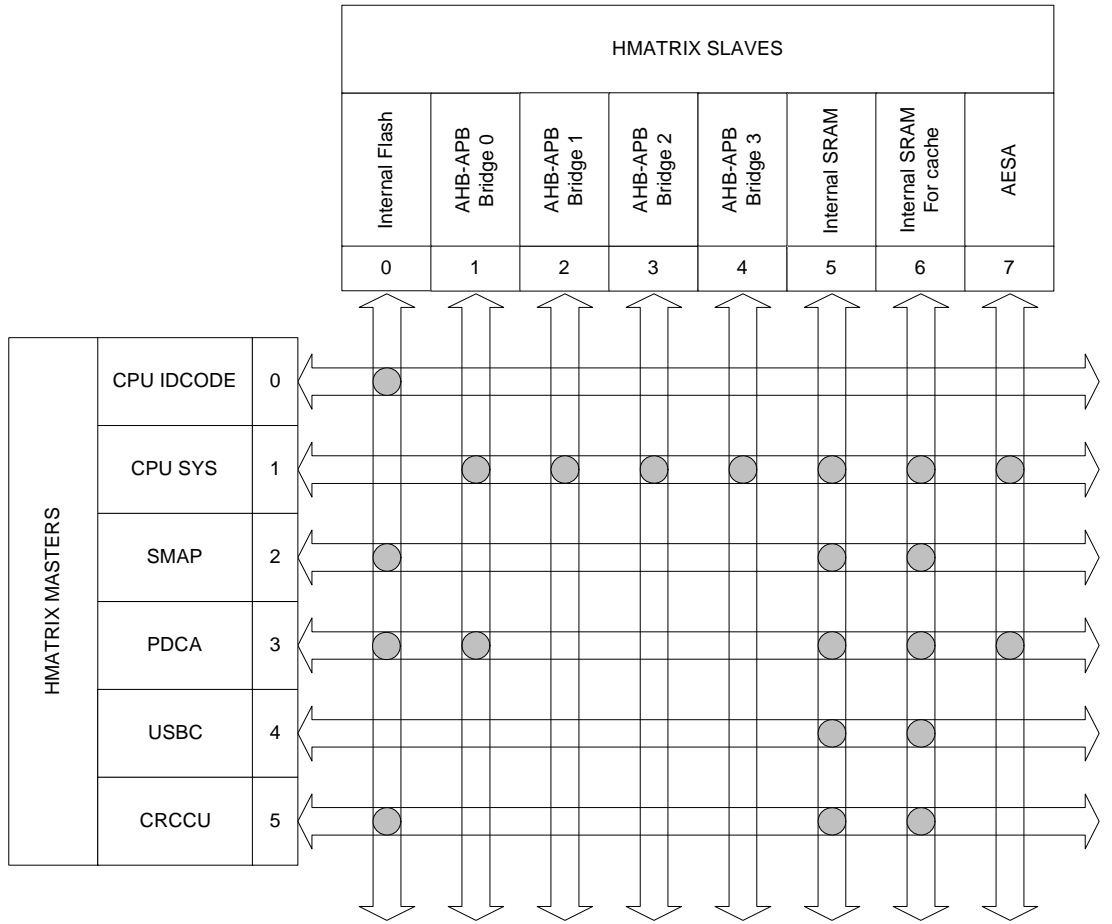 HMATRIX SLAVES
Internal Flash
AHB-APB
Bridge 0
AHB-APB
Bridge 1
AHB-APB
Bridge 2
AHB-APB
Bridge 3
Internal SRAM
Internal SRAM
For cache
AESA
0 1 2 3 4 5 6 7
HMATRIX MASTERS
CPU IDCODE 0
CPU SYS 1
SMAP 2
PDCA 3
USBC 4
CRCCU 5